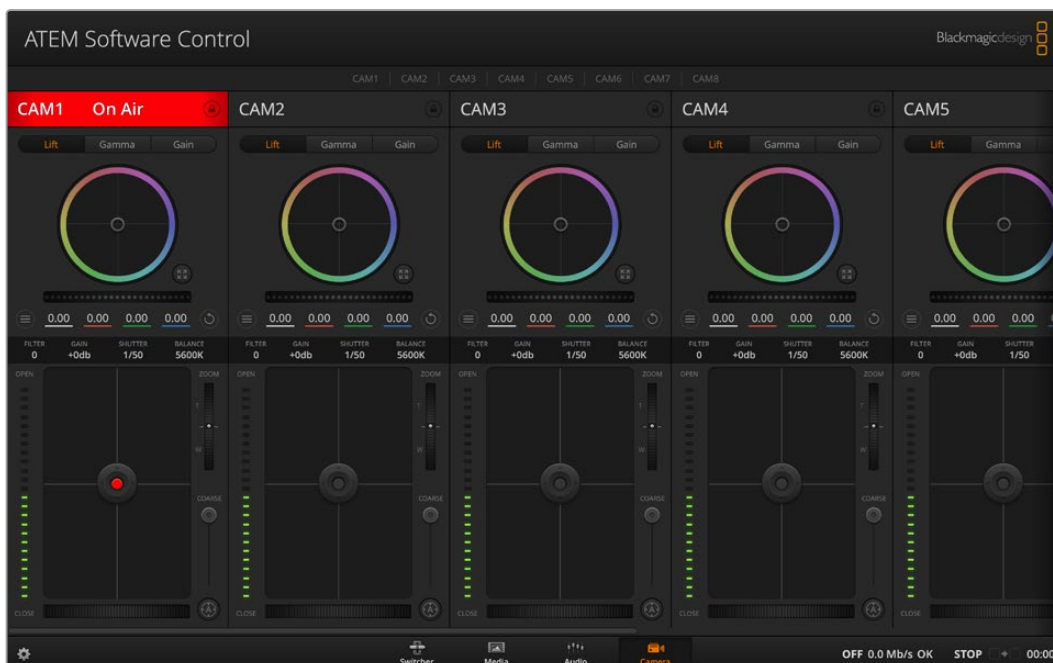 ATEM Software Control
Blackmagicdesign
CAM1 CAM2 CAM3 CAM4 CAM5 CAM6 CAM7 CAM8
CAM1 On Air CAM2 CAM3 CAM4 CAM5
Lift Gamma Gain Lift Gamma Gain Lift Gamma Gain Lift Gamma Gain Lift Gamma
0.00 0.00 0.00 0.00 0.00 0.00 0.00 0.00 0.00 0.00 0.00 0.00 0.00 0.00 0.00 0.00 0.00 0.00 0.00
FILTER GAIN SHUTTER BALANCE FILTER GAIN SHUTTER BALANCE FILTER GAIN SHUTTER BALANCE FILTER GAIN SHUTTER BALANCE FILTER GAIN SHUTTER
0 +0db 1/50 5600K 0 +0db 1/50 5600K 0 +0db 1/50 5600K 0 +0db 1/50 5600K 0 +0db 1/50
OPEN ZOOM OPEN ZOOM OPEN ZOOM OPEN ZOOM OPEN
T T T T
W W W W
COARSE COARSE COARSE COARSE
CLOSE CLOSE CLOSE CLOSE CLOSE
Switcher Media Audio Camera
OFF 0.0 Mb/s OK STOP 00:00